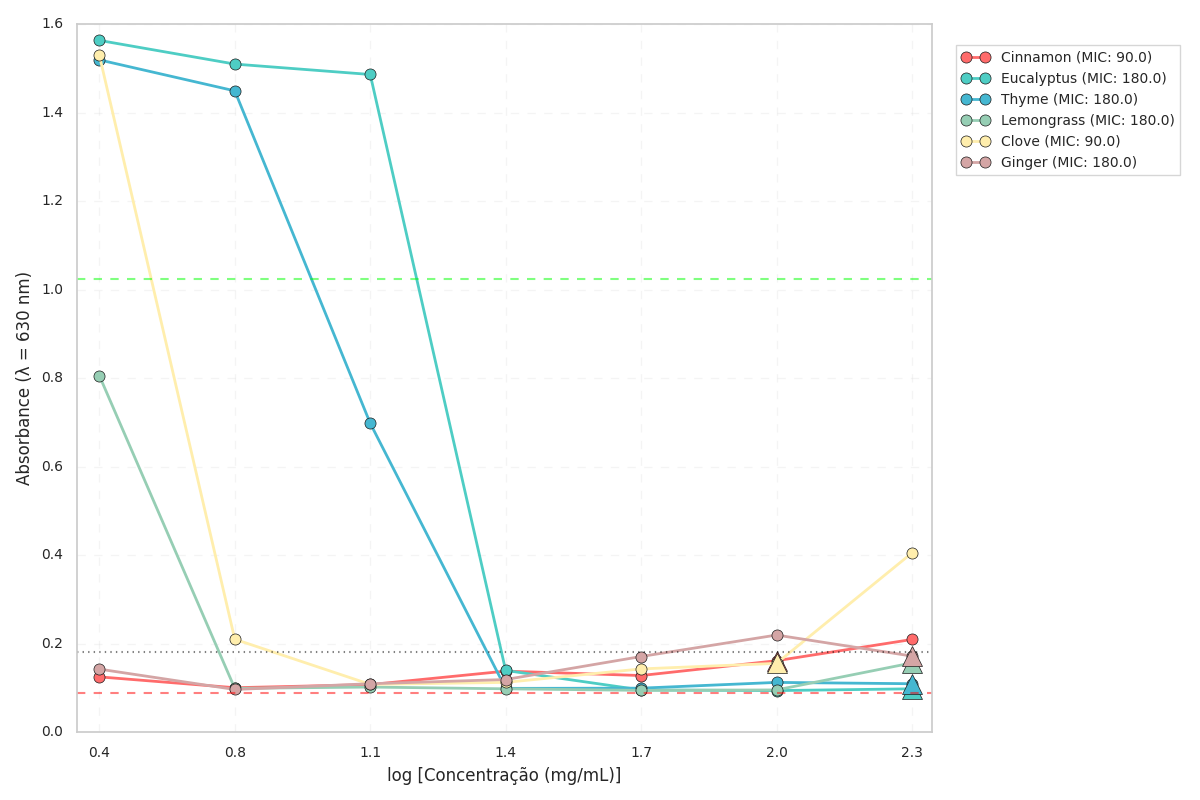 1.6
1.4
1.2
1.0
0.8
0.6
0.4
0.2
0.0
Absorbance (λ = 630 nm)
0.4 0.8 1.1 1.4 1.7 2.0 2.3
log [Concentração (mg/mL)]
Cinnamon (MIC: 90.0)
Eucalyptus (MIC: 180.0)
Thyme (MIC: 180.0)
Lemongrass (MIC: 180.0)
Clove (MIC: 90.0)
Ginger (MIC: 180.0)